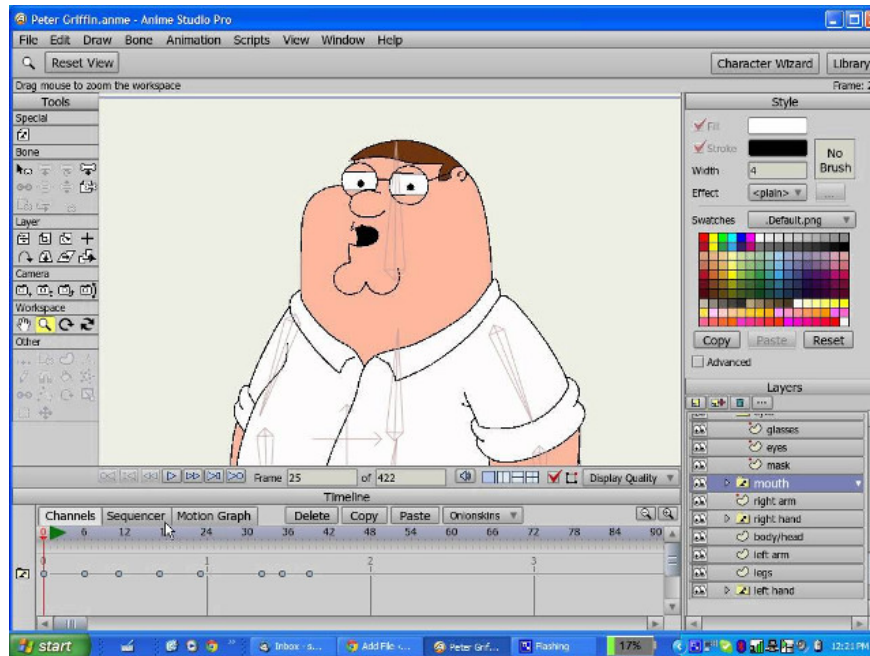 Peter Griffin.anme - Anime Studio Pro
File Edit Draw Bone Animation Scripts View Window Help
Reset View
Character Wizard Library
Drag mouse to zoom the workspace
Frame: 2
Tools
Special
Bone
Layer
Camera
Workspace
Other
Style
Fill
Stroke
No Brush
Width 4
Effect <plain>
...
Swatches .Default.png
Copy Paste Reset
Advanced
Layers
...
glasses
eyes
mask
mouth
right arm
right hand
body/head
left arm
legs
left hand
Frame 25 of 422
Display Quality
Timeline
Channels Sequencer Motion Graph Delete Copy Paste Onionskins
0 6 12 24 30 36 42 48 54 60 66 72 78 84 90
1 2 3
start
Inbox - s...
Add File
Peter Grif...
Flashing
17%
12:21 PM